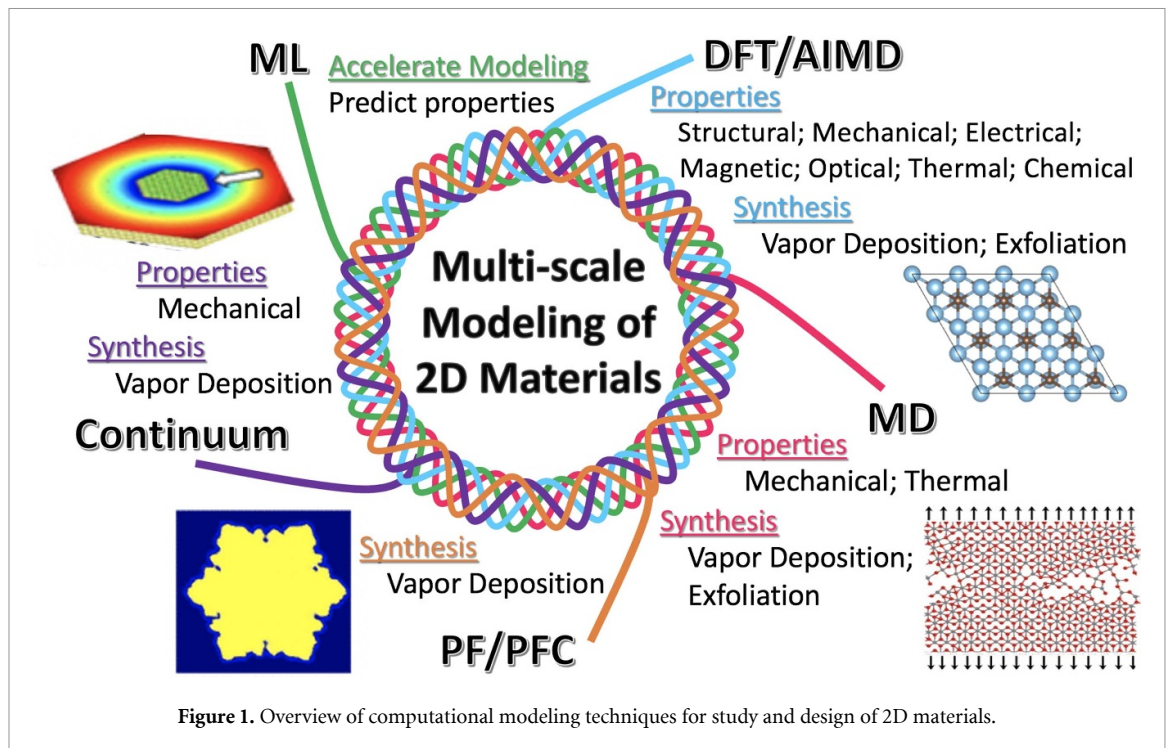 ML
Accelerate Modeling
Predict properties
DFT/AIMD
Properties
Structural; Mechanical; Electrical;
Magnetic; Optical; Thermal; Chemical
Synthesis
Vapor Deposition; Exfoliation
Multi-scale
Modeling of
2D Materials
Properties
Mechanical
Synthesis
Vapor Deposition
Continuum
MD
Properties
Mechanical; Thermal
Synthesis
Vapor Deposition;
Exfoliation
Synthesis
Vapor Deposition
PF/PFC
Figure 1. Overview of computational modeling techniques for study and design of 2D materials.